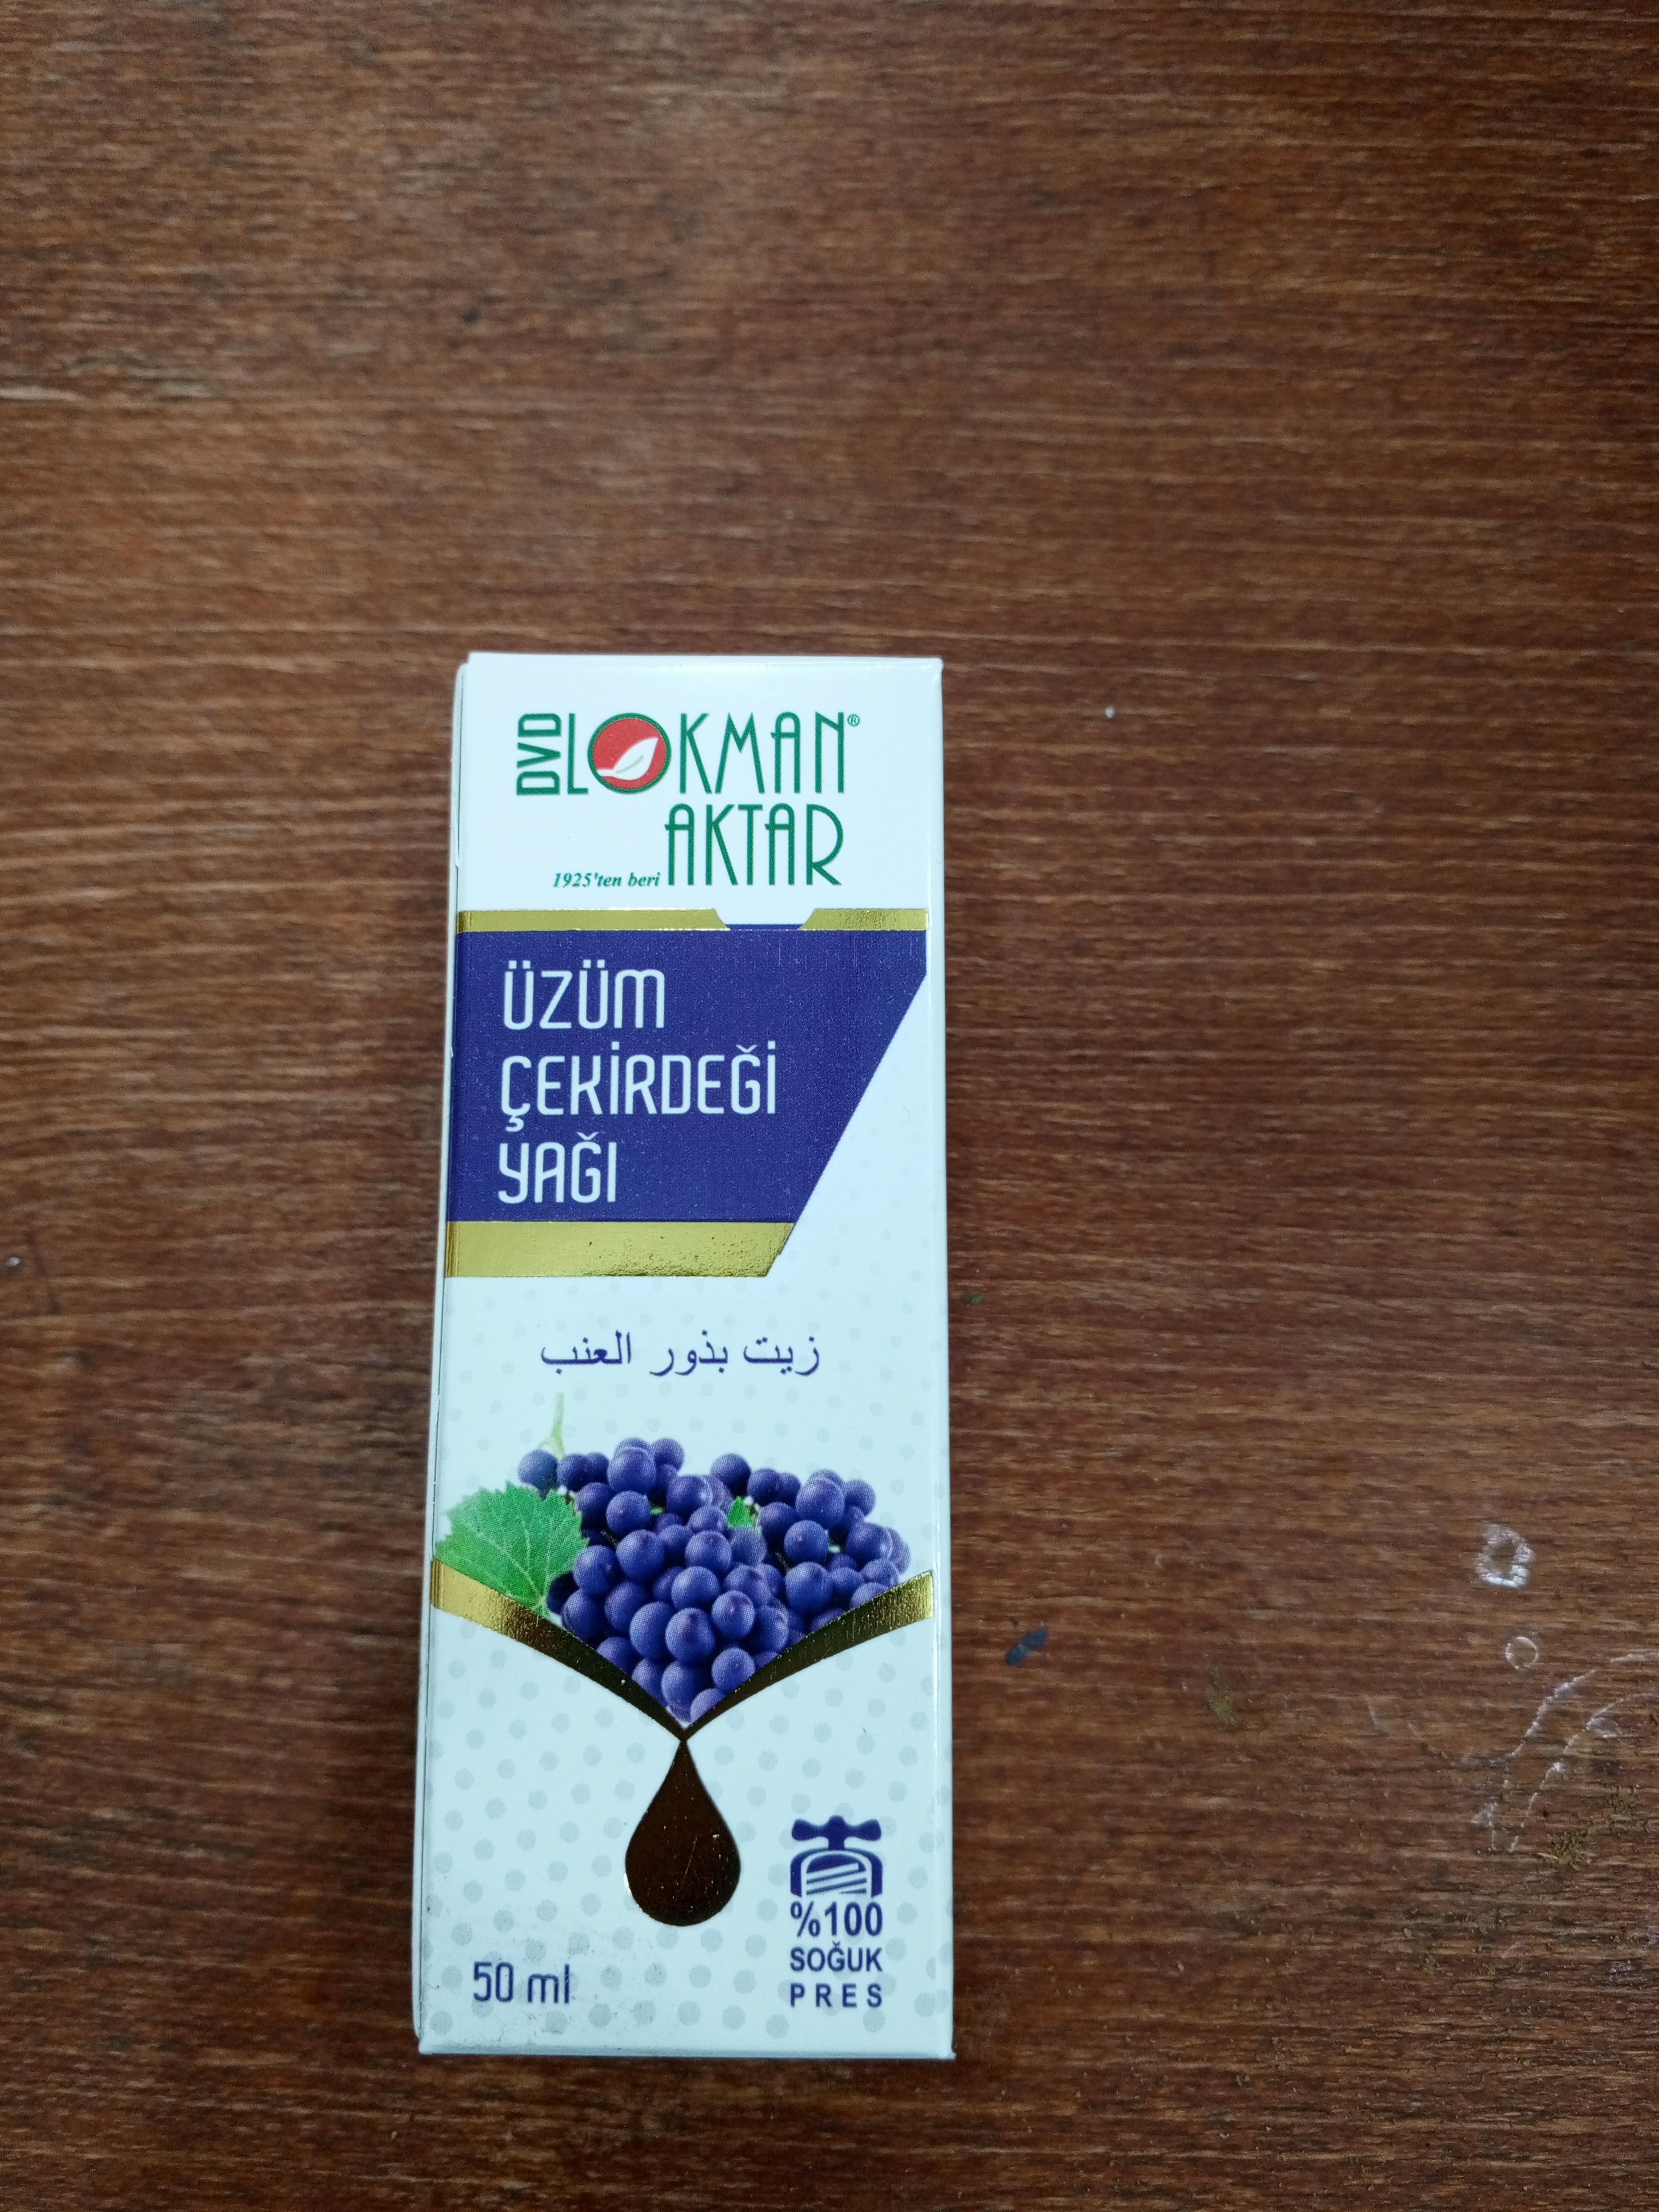 DVD LOKMAN®
AKTAR
1925'ten beri
ÜZÜM
ÇEKİRDEĞİ
YAĞI
زيت بذور العنب
%100
SOĞUK
PRES
50 ml